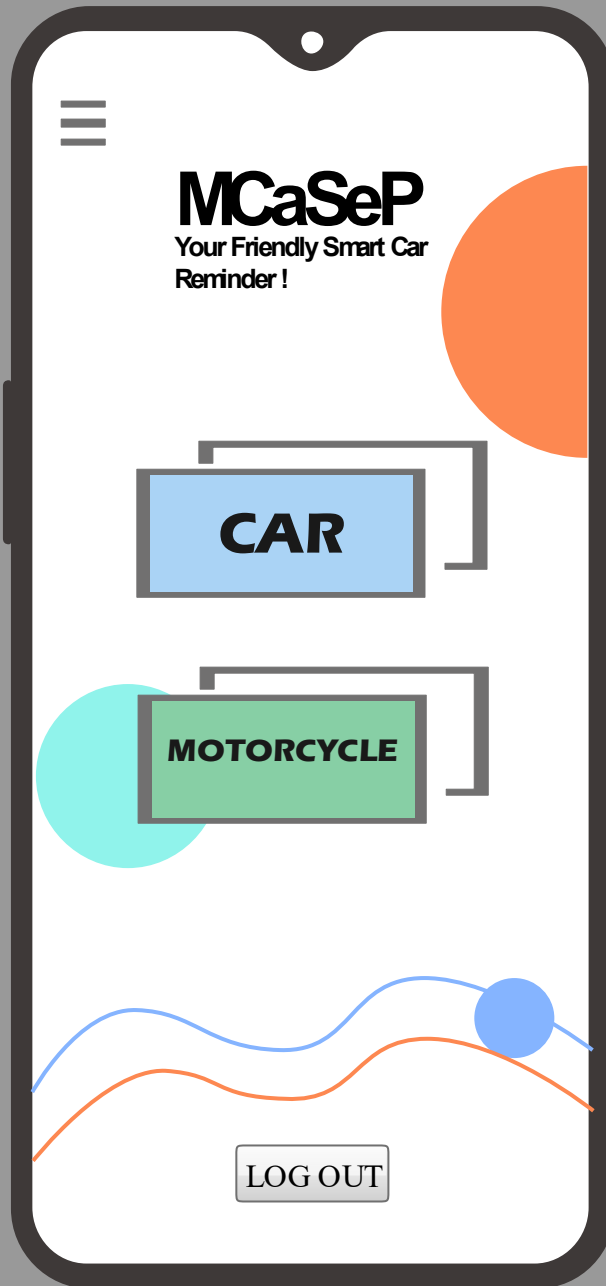 MCaSeP
Your Friendly Smart Car
Reminder !
CAR
MOTORCYCLE
LOG OUT